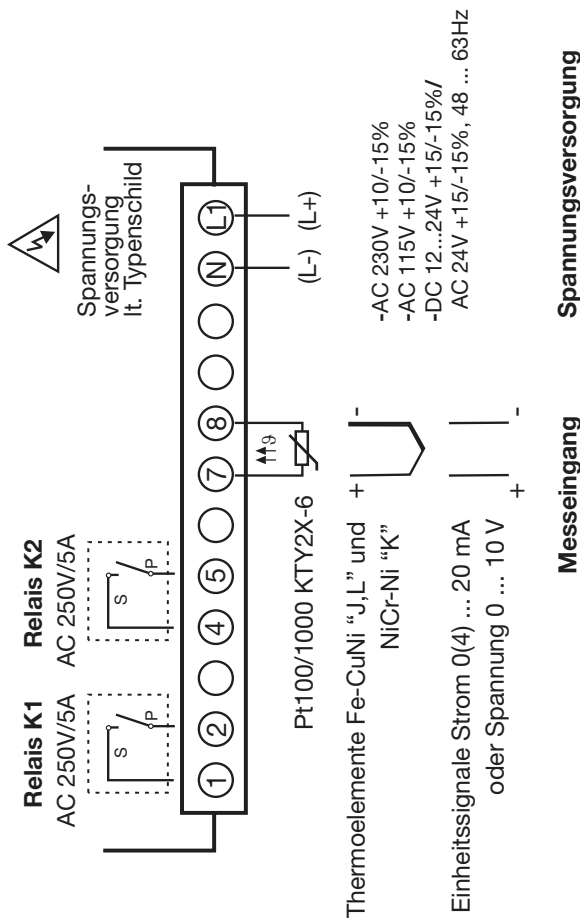 Relais K1
AC 250V/5A
S
P
Relais K2
AC 250V/5A
S
P
Spannungs-
versorgung
lt. Typenschild
1 2 4 5 7 8 N L1
ϑ
(L-) (L+)
Pt100/1000 KTY2X-6
Thermoelemente Fe-CuNi “J,L” und
NiCr-Ni “K”
+ -
Einheitssignale Strom 0(4) ... 20 mA
oder Spannung 0 ... 10 V
+ -
-AC 230V +10/-15%
-AC 115V +10/-15%
-DC 12...24V +15/-15%/
AC 24V +15/-15%, 48 ... 63Hz
Messeingang
Spannungsversorgung